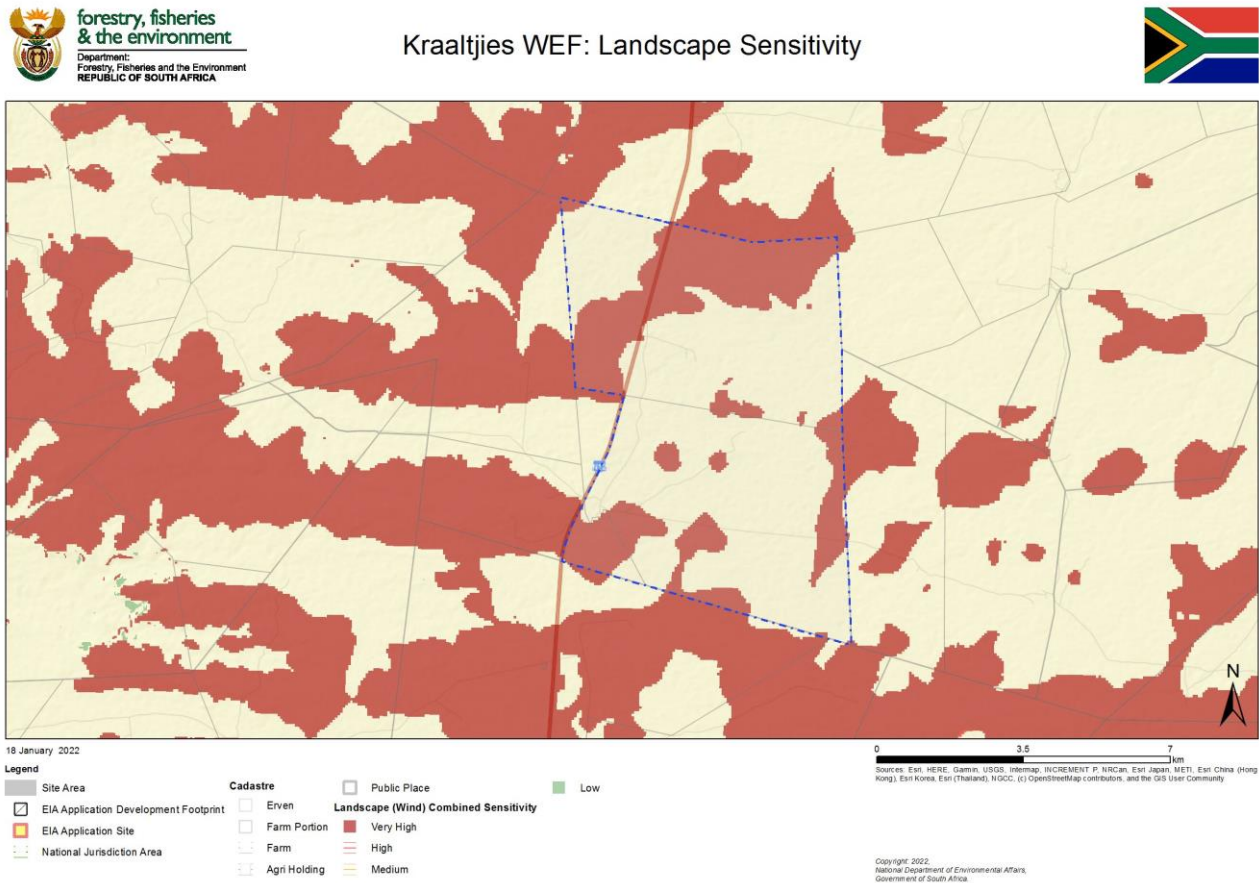 forestry, fisheries
& the environment
Department:
Forestry, Fisheries and the Environment
REPUBLIC OF SOUTH AFRICA
Kraaltjies WEF: Landscape Sensitivity
N
18 January 2022
Legend
Site Area
EIA Application Development Footprint
EIA Application Site
National Jurisdiction Area
Cadastre
Erven
Farm Portion
Farm
Agri Holding
Public Place
Landscape (Wind) Combined Sensitivity
Very High
High
Medium
Low
0 3.5 7
km
Sources: Esri, HERE, Garmin, USGS, Intermap, INCREMENT P, NRCan, Esri Japan, METI, Esri China (Hong
Kong), Esri Korea, Esri (Thailand), NGCC, (c) OpenStreetMap contributors, and the GIS User Community
Copyright: 2022,
National Department of Environmental Affairs,
Government of South Africa.